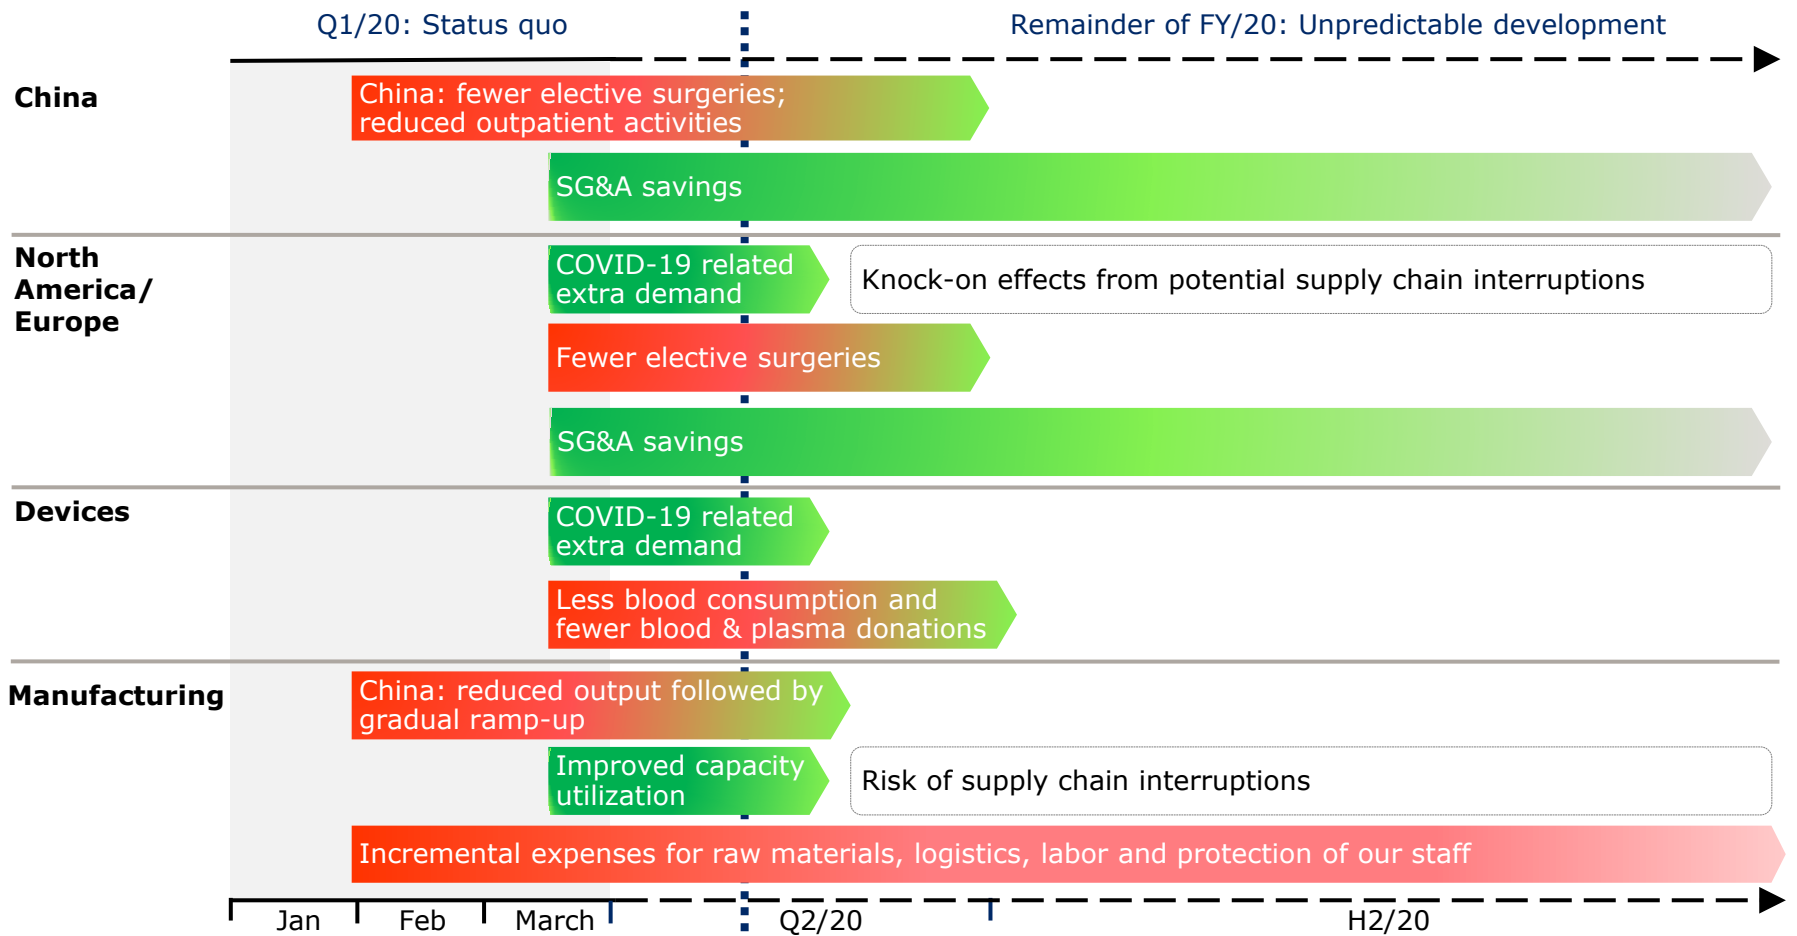 Q1/20: Status quo
Remainder of FY/20: Unpredictable development
China
China: fewer elective surgeries;
reduced outpatient activities
SG&A savings
North
America/
Europe
COVID-19 related
extra demand
Knock-on effects from potential supply chain interruptions
Fewer elective surgeries
SG&A savings
Devices
COVID-19 related
extra demand
Less blood consumption and
fewer blood & plasma donations
Manufacturing
China: reduced output followed by
gradual ramp-up
Improved capacity
utilization
Risk of supply chain interruptions
Incremental expenses for raw materials, logistics, labor and protection of our staff
Jan
Feb
March
Q2/20
H2/20